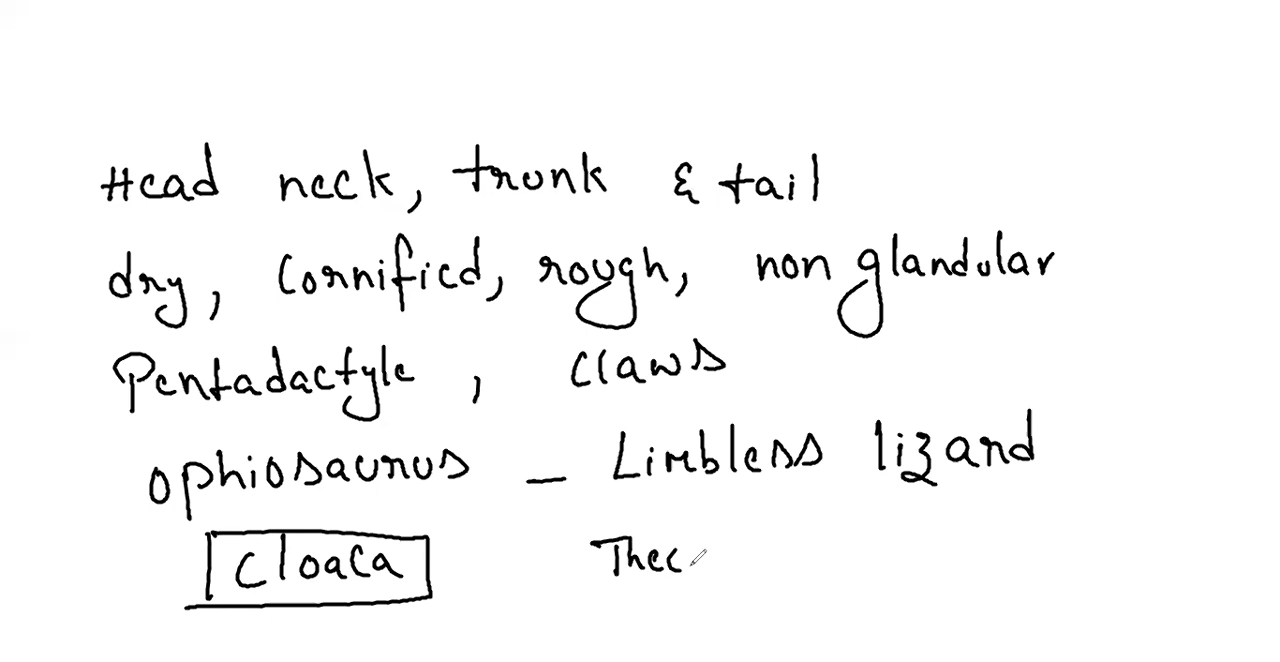 Head neck, trunk & tail
dry, cornified, rough, non glandular
Pentadactyle, claws
ophiosaurus - Limbless lizard
cloaca Thec